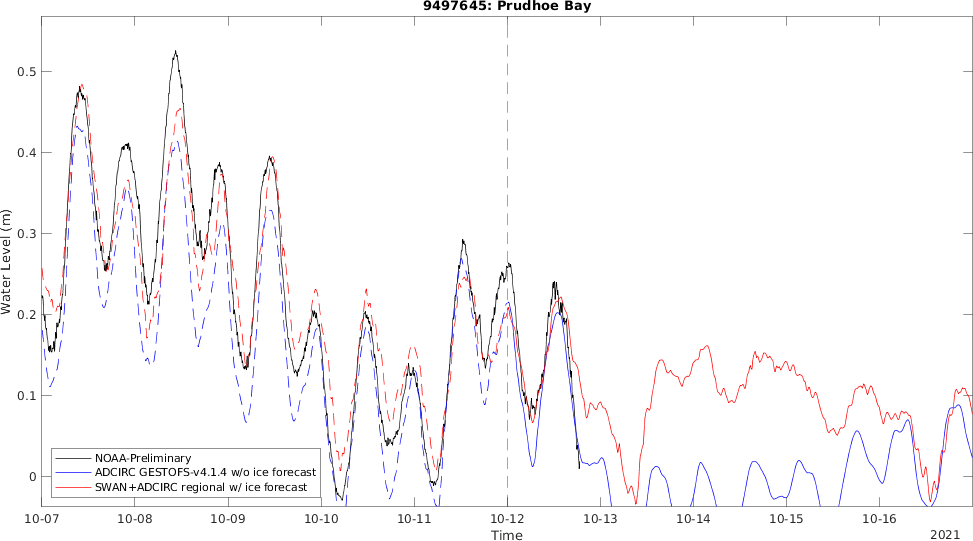 9497645: Prudhoe Bay
0.5
0.4
0.3
0.2
0.1
0
Water Level (m)
NOAA-Preliminary
ADCIRC GESTOFS-v4.1.4 w/o ice forecast
SWAN+ADCIRC regional w/ ice forecast
10-07 10-08 10-09 10-10 10-11 10-12 10-13 10-14 10-15 10-16
Time
2021